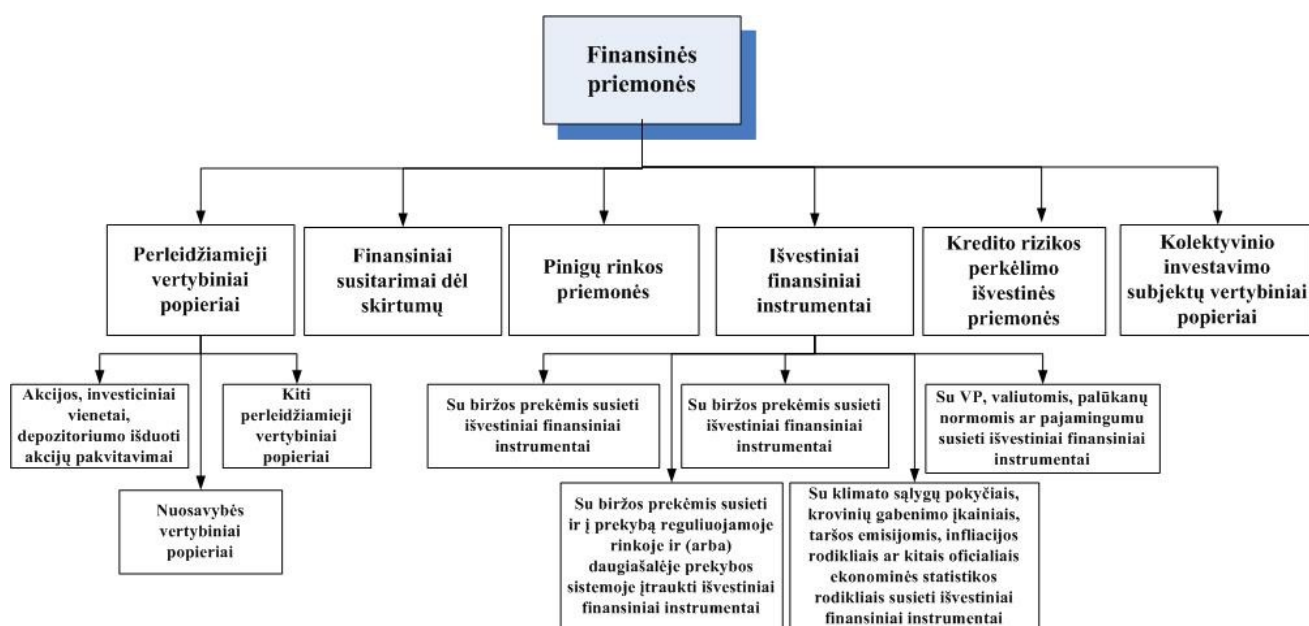 Finansinės
priemonės
Perleidžiamieji
vertybiniai
popieriai
Finansiniai
susitarimai dėl
skirtumų
Pinigų rinkos
priemonės
Išvestiniai
finansiniai
instrumentai
Kredito rizikos
perkėlimo
išvestinės
priemonės
Kolektyvinio
investavimo
subjektų vertybiniai
popieriai
Akcijos, investiciniai
vienetai,
depozitoriumo išduoti
akcijų pakvitavimai
Kiti
perleidžiamieji
vertybiniai
popieriai
Su biržos prekėmis susieti
išvestiniai finansiniai
instrumentai
Su biržos prekėmis susieti
išvestiniai finansiniai
instrumentai
Su VP, valiutomis, palūkanų
normomis ar pajamingumu
susieti išvestiniai finansiniai
instrumentai
Nuosavybės
vertybiniai
popieriai
Su biržos prekėmis susieti
ir į prekybą reguliuojamoje
rinkoje ir (arba)
daugiašalėje prekybos
sistemoje įtraukti išvestiniai
finansiniai instrumentai
Su klimato sąlygų pokyčiais,
krovinių gabenimo įkainiais,
taršos emisijomis, infliacijos
rodikliais ar kitais oficialiais
ekonominės statistikos
rodikliais susieti išvestiniai
finansiniai instrumentai